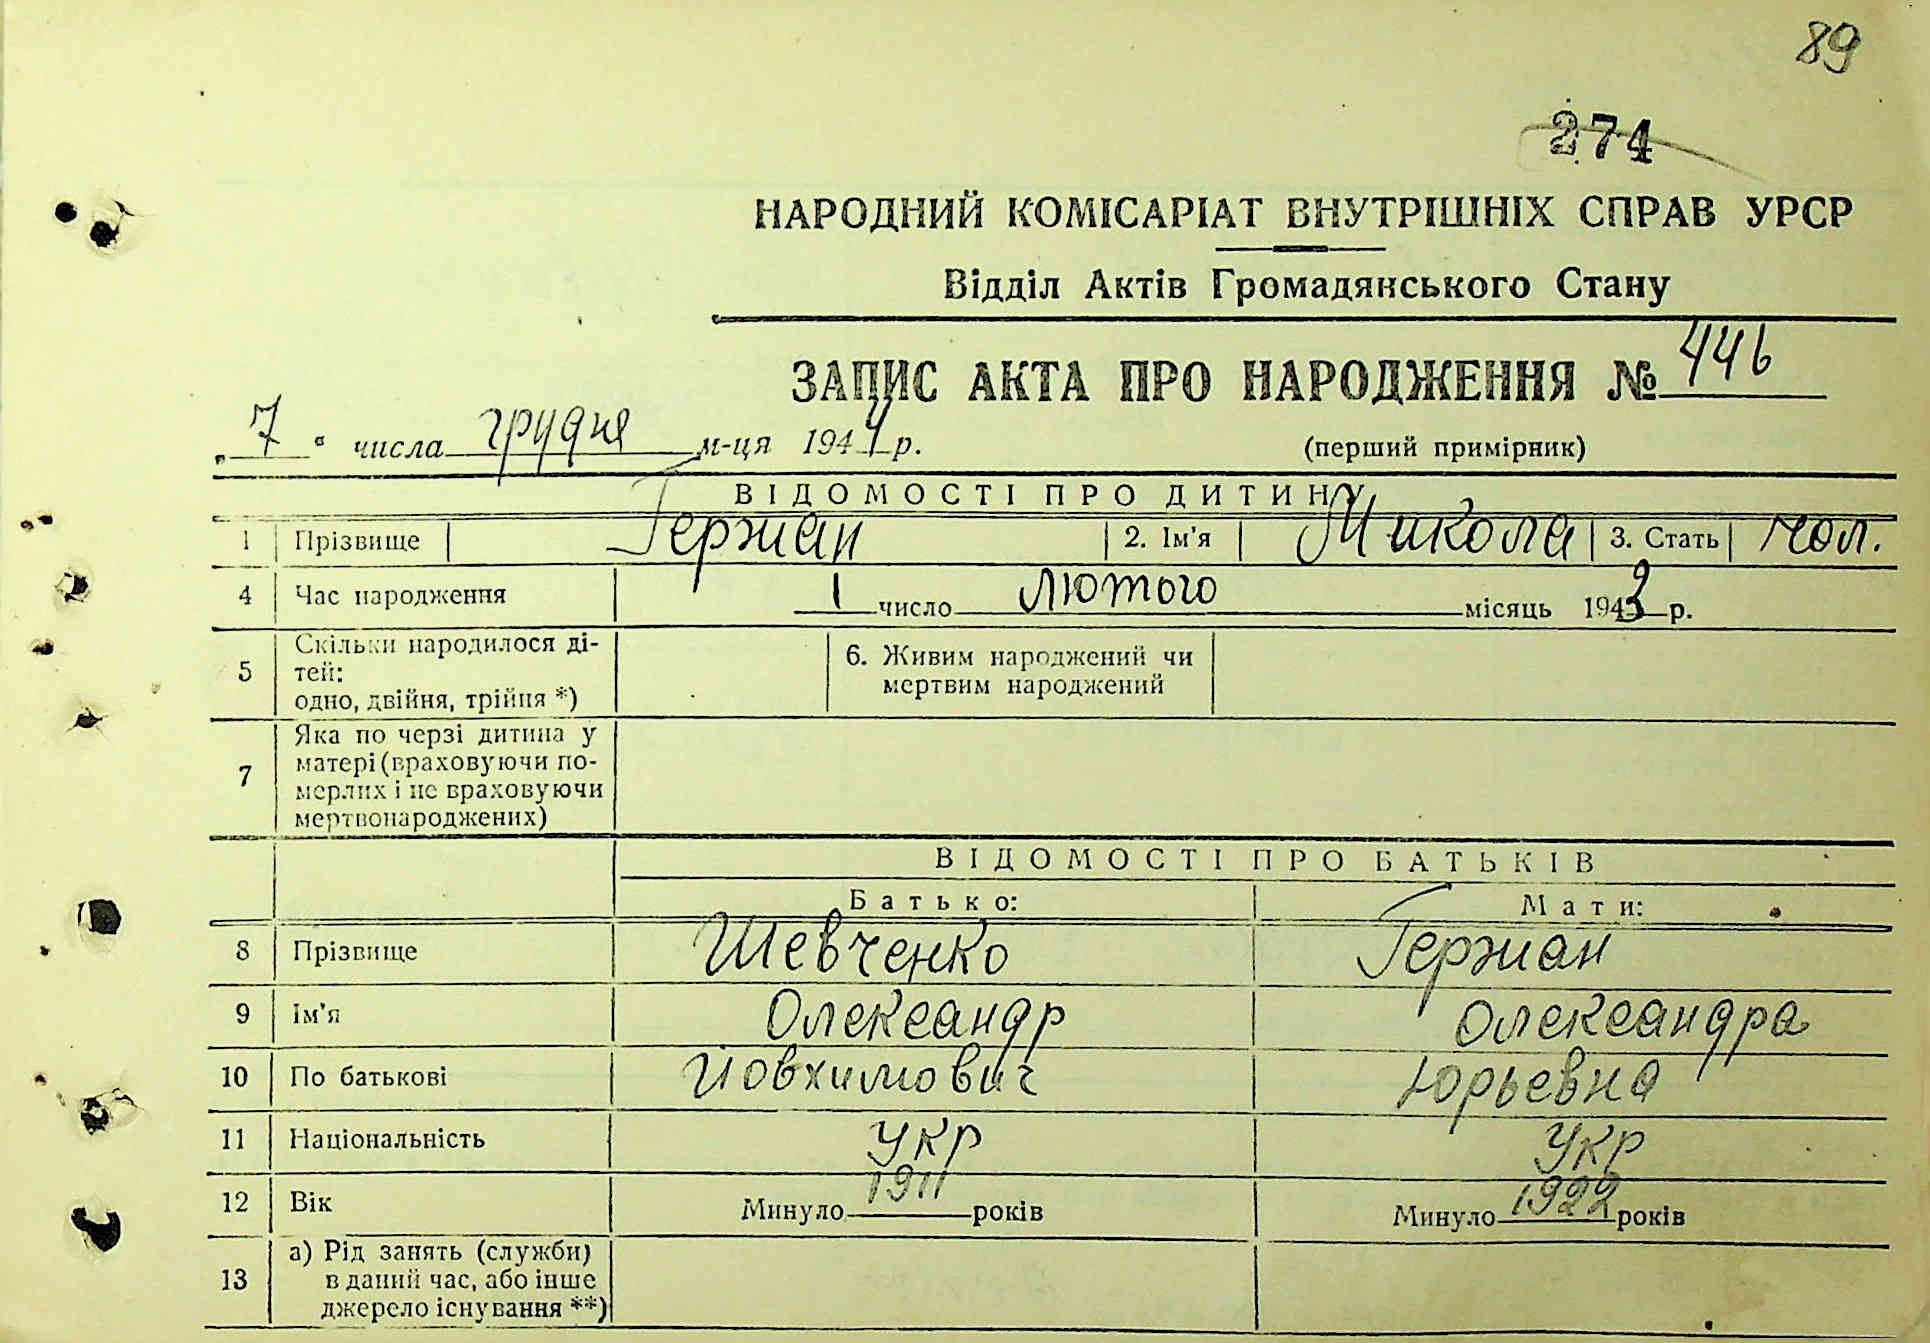 89
274
НАРОДНИЙ КОМІСАРІАТ ВНУТРІШНІХ СПРАВ УРСР
Відділ Актів Громадянського Стану
ЗАПИС АКТА ПРО НАРОДЖЕННЯ № 446
„7“ числа грудня м-ця 1944 р.
(перший примірник)
ВІДОМОСТІ ПРО ДИТИНУ
1 Прізвище Гержан 2. Ім'я Микола 3. Стать чол.
4 Час народження 1 число лютого місяць 1943 р.
5 Скільки народилося ді-
тей:
одно, двійня, трійня *)
6. Живим народжений чи
мертвим народжений
7 Яка по черзі дитина у
матері (враховуючи по-
мерлих і не враховуючи
мертвонароджених)
ВІДОМОСТІ ПРО БАТЬКІВ
Батько: Мати:
8 Прізвище Шевченко Гержан
9 Ім'я Олександр Олександра
10 По батькові Йовхимович Юрьевна
11 Національність укр укр
12 Вік Минуло 1911 років Минуло 1922 років
13 а) Рід занять (служби)
в даний час, або інше
джерело існування **)